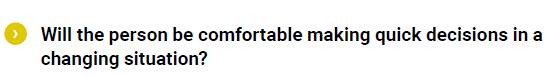 Will the person be comfortable making quick decisions in a
changing situation?